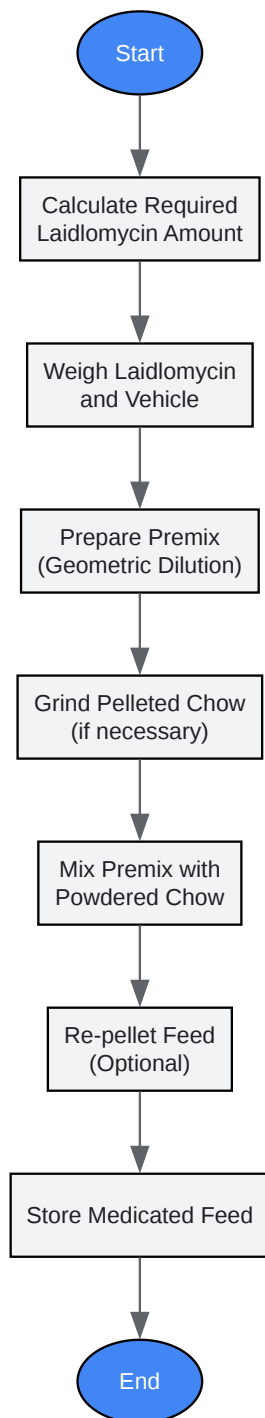 Start
Calculate Required
Laidlomycin Amount
Weigh Laidlomycin
and Vehicle
Prepare Premix
(Geometric Dilution)
Grind Pelleted Chow
(if necessary)
Mix Premix with
Powdered Chow
Re-pellet Feed
(Optional)
Store Medicated Feed
End